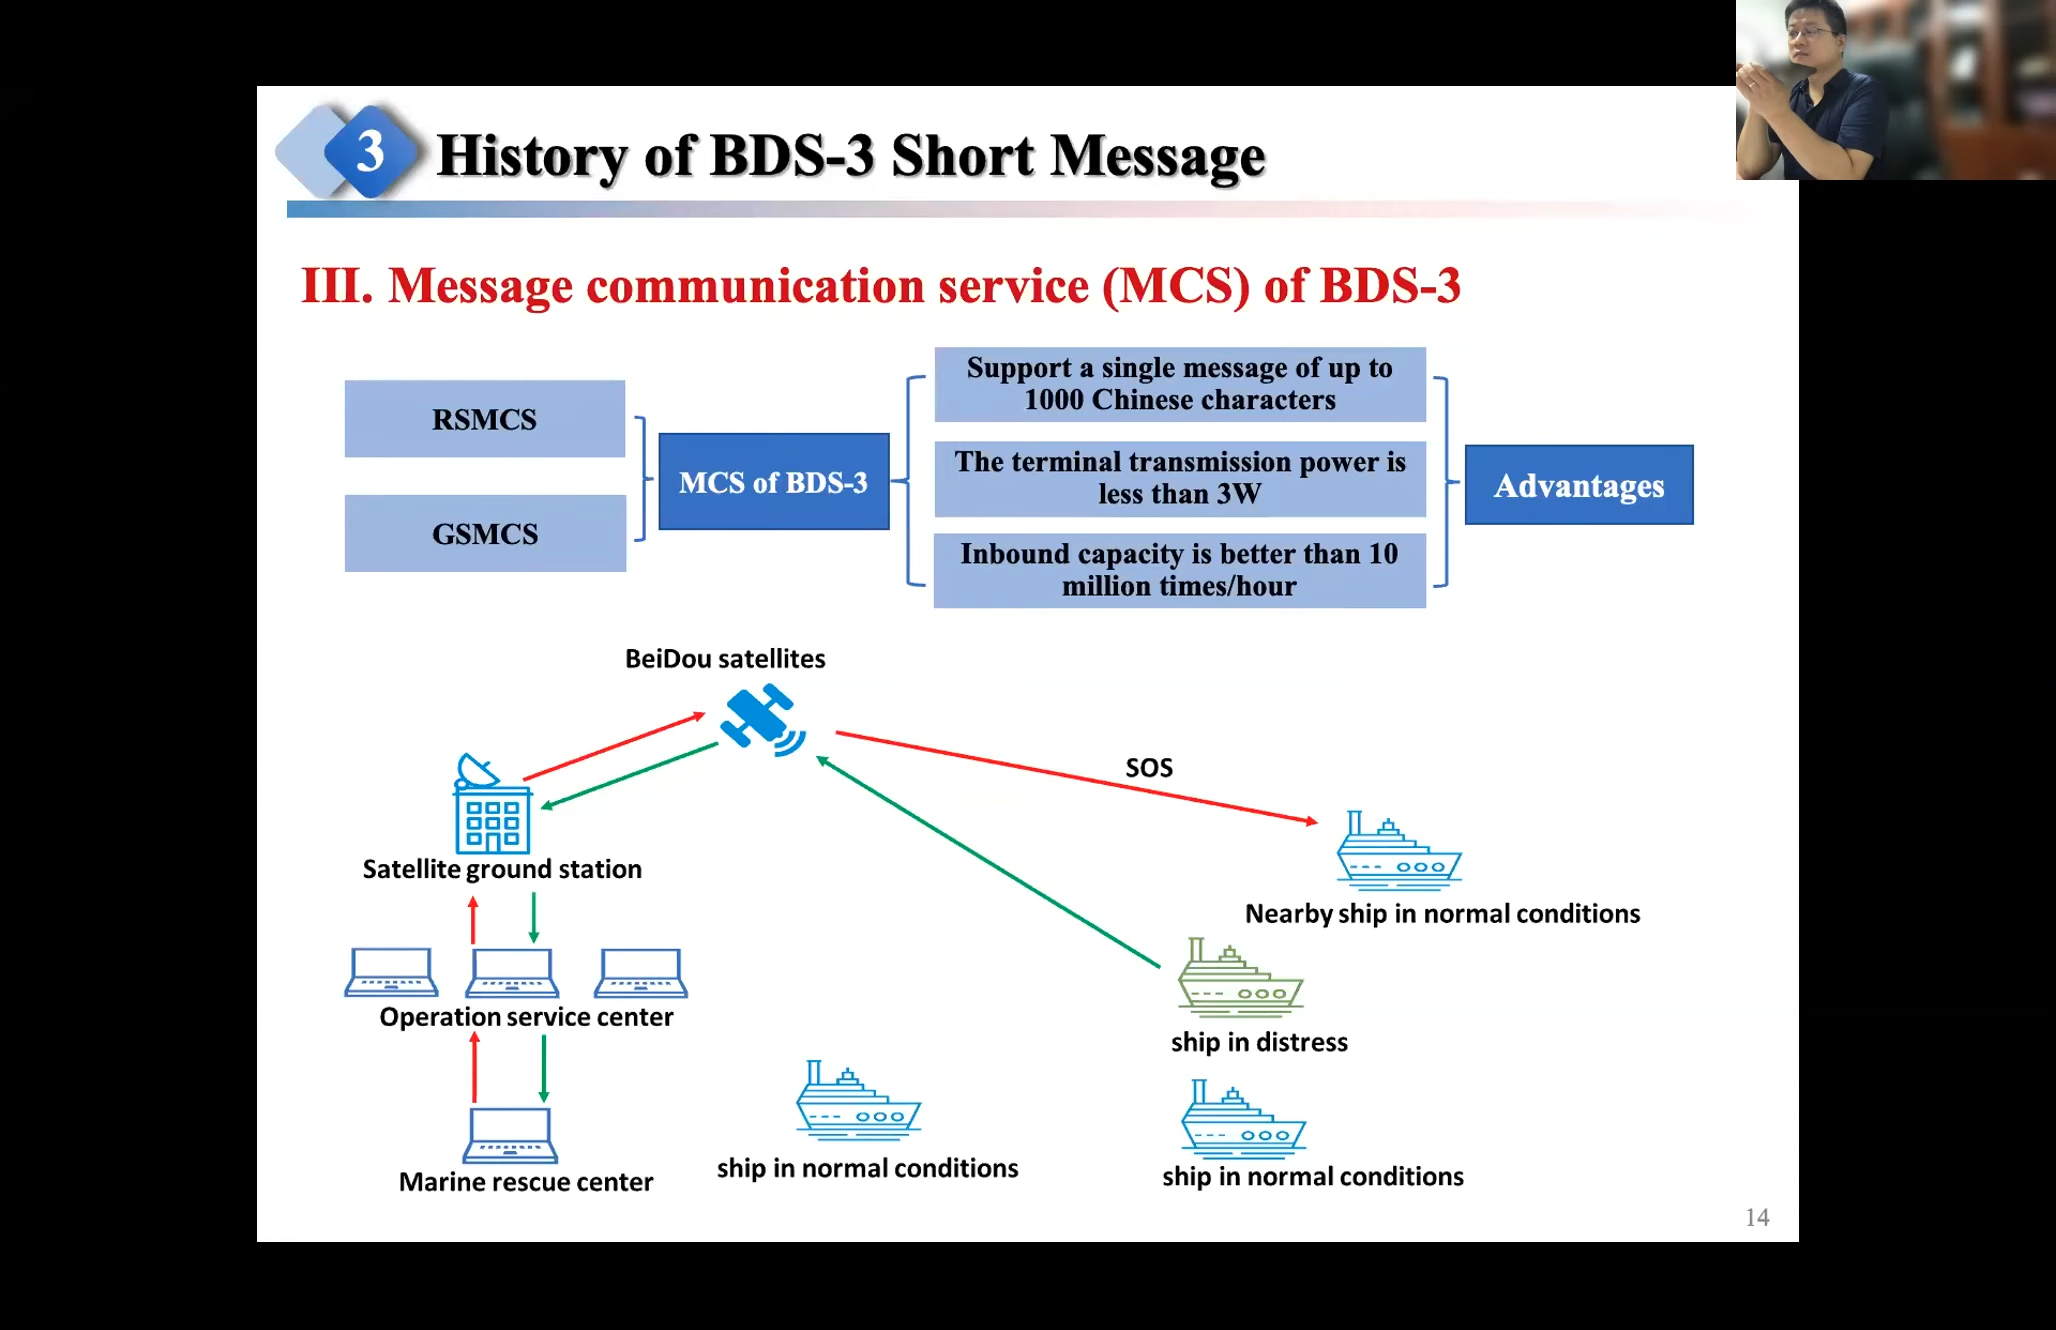 3
History of BDS-3 Short Message
III. Message communication service (MCS) of BDS-3
RSMCS
GSMCS
MCS of BDS-3
Support a single message of up to
1000 Chinese characters
The terminal transmission power is
less than 3W
Inbound capacity is better than 10
million times/hour
Advantages
BeiDou satellites
SOS
Satellite ground station
Nearby ship in normal conditions
Operation service center
ship in distress
Marine rescue center
ship in normal conditions
ship in normal conditions
14